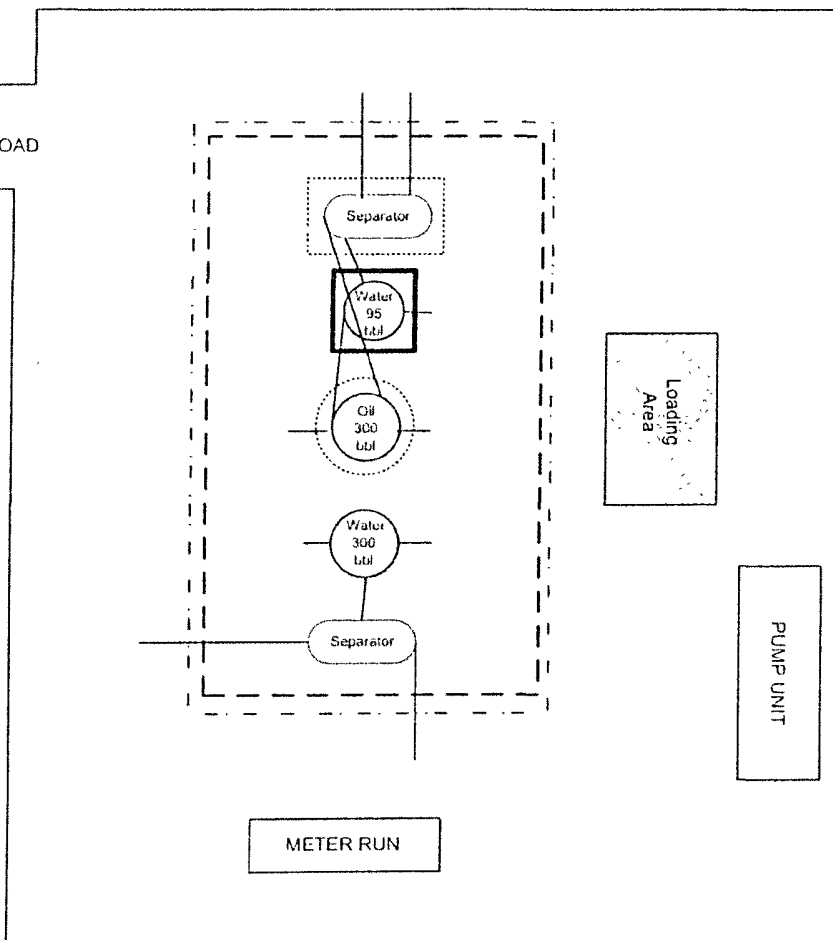 OAD
Separator
Water
95
bbl
Oil
300
bbl
Loading
Area
Water
300
bbl
Separator
PUMP UNIT
METER RUN